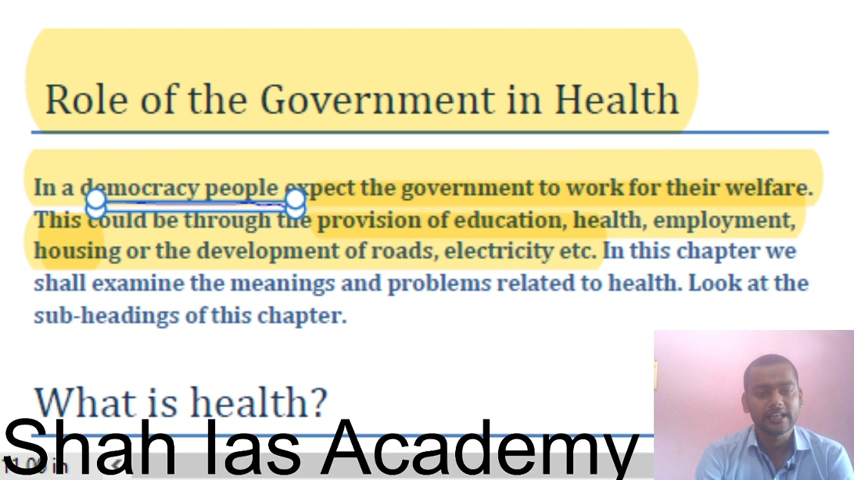 Role of the Government in Health
In a democracy people expect the government to work for their welfare.
This could be through the provision of education, health, employment,
housing or the development of roads, electricity etc. In this chapter we
shall examine the meanings and problems related to health. Look at the
sub-headings of this chapter.
What is health?
Shah Ias Academy